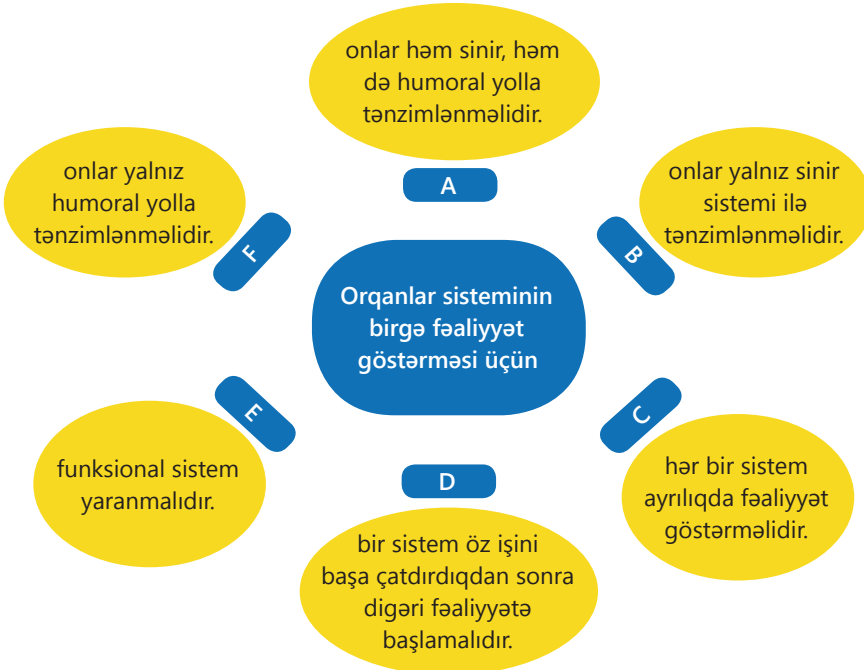 onlar həm sinir, həm
də humoral yolla
tənzimlənməlidir.
A
onlar yalnız sinir
sistemi ilə
tənzimlənməlidir.
B
hər bir sistem
ayrılıqda fəaliyyət
göstərməlidir.
C
bir sistem öz işini
başa çatdırdıqdan sonra
digəri fəaliyyətə
başlamalıdır.
D
funksional sistem
yaranmalıdır.
E
onlar yalnız
humoral yolla
tənzimlənməlidir.
F
Orqanlar sisteminin
birgə fəaliyyət
göstərməsi üçün